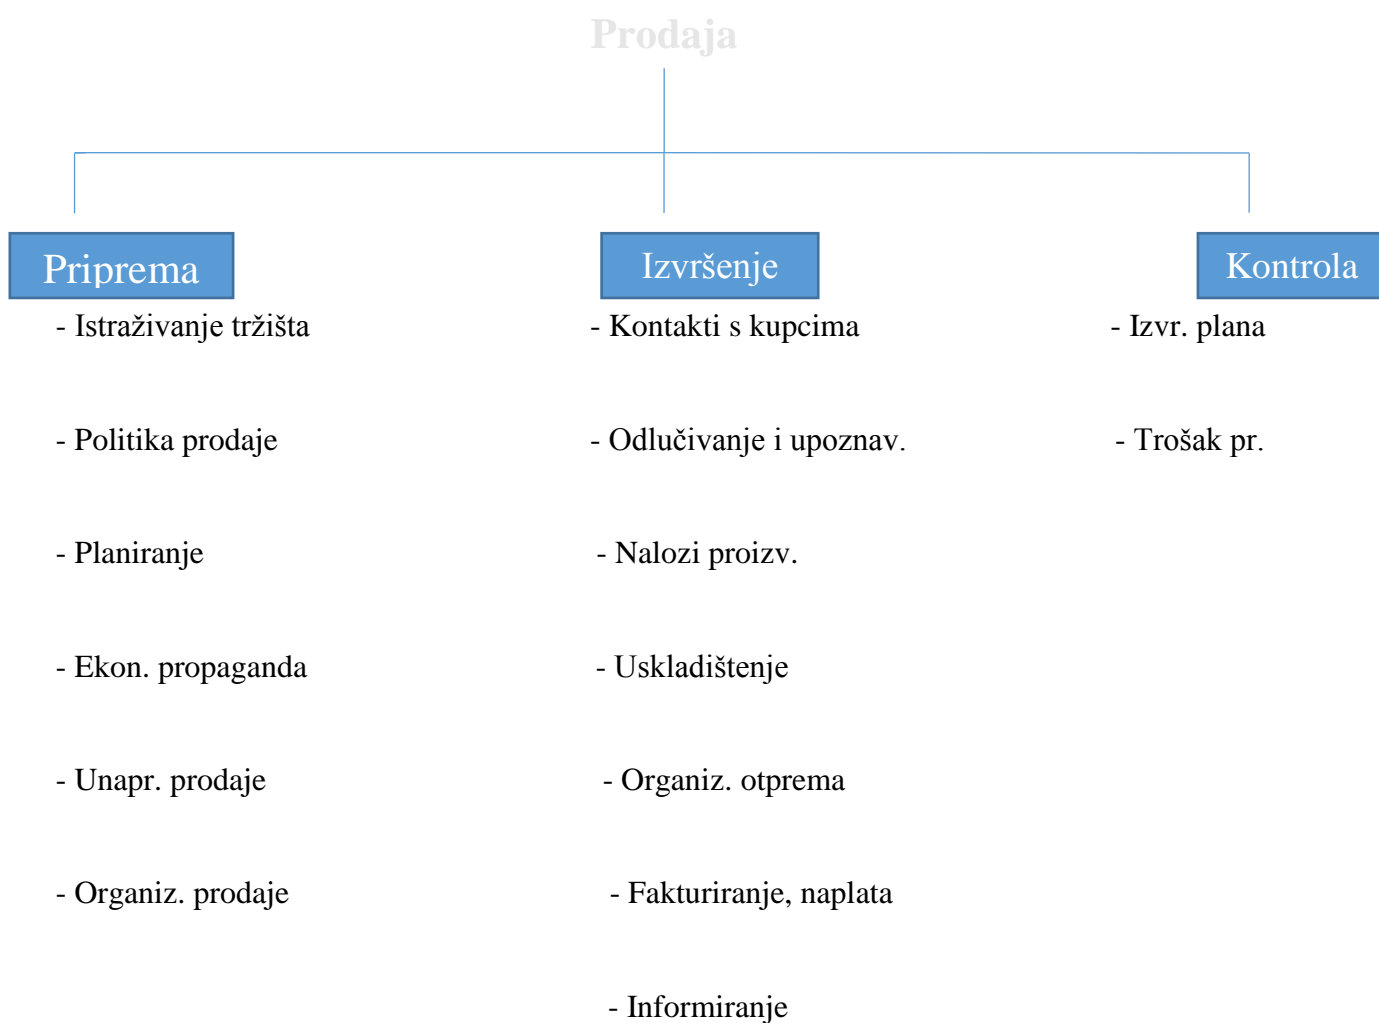 Prodaja
Priprema
Izvršenje
Kontrola
- Istraživanje tržišta
- Kontakti s kupcima
- Izvr. plana
- Politika prodaje
- Odlučivanje i upoznav.
- Trošak pr.
- Planiranje
- Nalozi proizv.
- Ekon. propaganda
- Uskladištenje
- Unapr. prodaje
- Organiz. otprema
- Organiz. prodaje
- Fakturiranje, naplata
- Informiranje